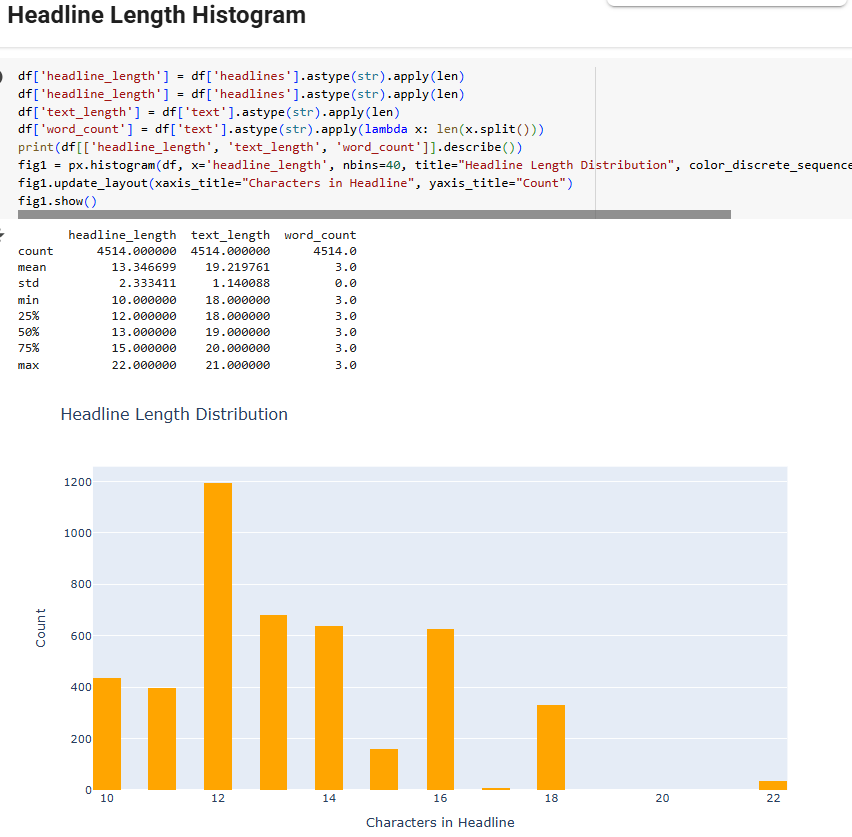 Headline Length Histogram
df['headline_length'] = df['headlines'].astype(str).apply(len)
df['headline_length'] = df['headlines'].astype(str).apply(len)
df['text_length'] = df['text'].astype(str).apply(len)
df['word_count'] = df['text'].astype(str).apply(lambda x: len(x.split()))
print(df[['headline_length', 'text_length', 'word_count']].describe())
fig1 = px.histogram(df, x='headline_length', nbins=40, title="Headline Length Distribution", color_discrete_sequence
fig1.update_layout(xaxis_title="Characters in Headline", yaxis_title="Count")
fig1.show()
headline_length text_length word_count
count 4514.000000 4514.000000 4514.0
mean 13.346699 19.219761 3.0
std 2.333411 1.140088 0.0
min 10.000000 18.000000 3.0
25% 12.000000 18.000000 3.0
50% 13.000000 19.000000 3.0
75% 15.000000 20.000000 3.0
max 22.000000 21.000000 3.0
Headline Length Distribution
1200
1000
800
600
400
200
0
Count
10 12 14 16 18 20 22
Characters in Headline